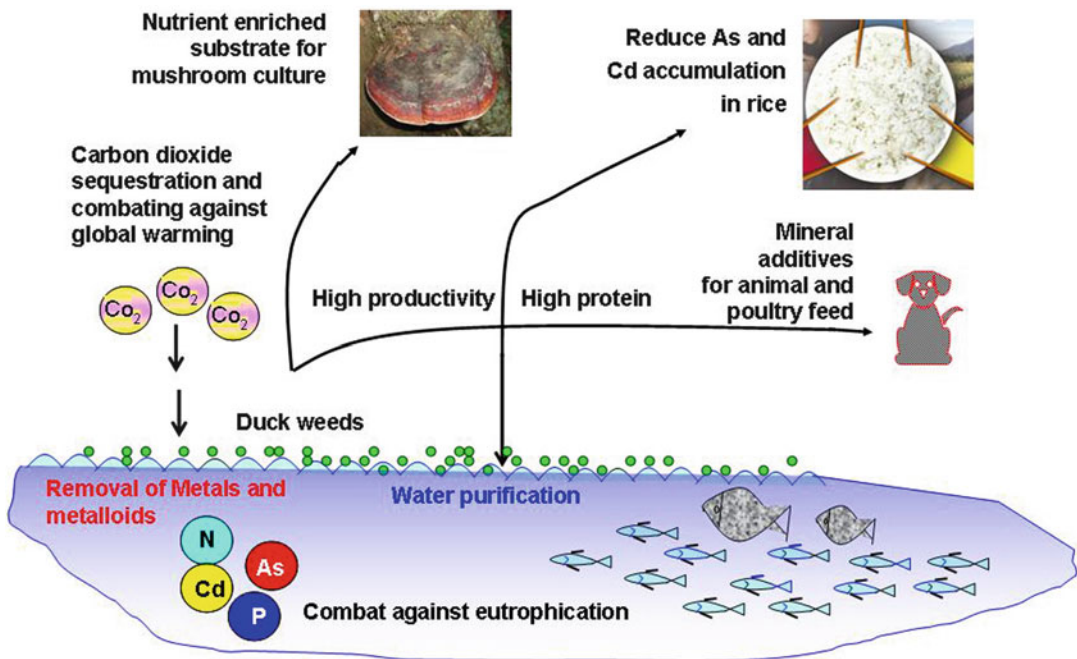 Nutrient enriched
substrate for
mushroom culture
Reduce As and
Cd accumulation
in rice
Carbon dioxide
sequestration and
combating against
global warming
Co2
Co2
Co2
Mineral
additives
for animal and
poultry feed
High productivity
High protein
Duck weeds
Removal of Metals and
metalloids
Water purification
N
As
Cd
P
Combat against eutrophication